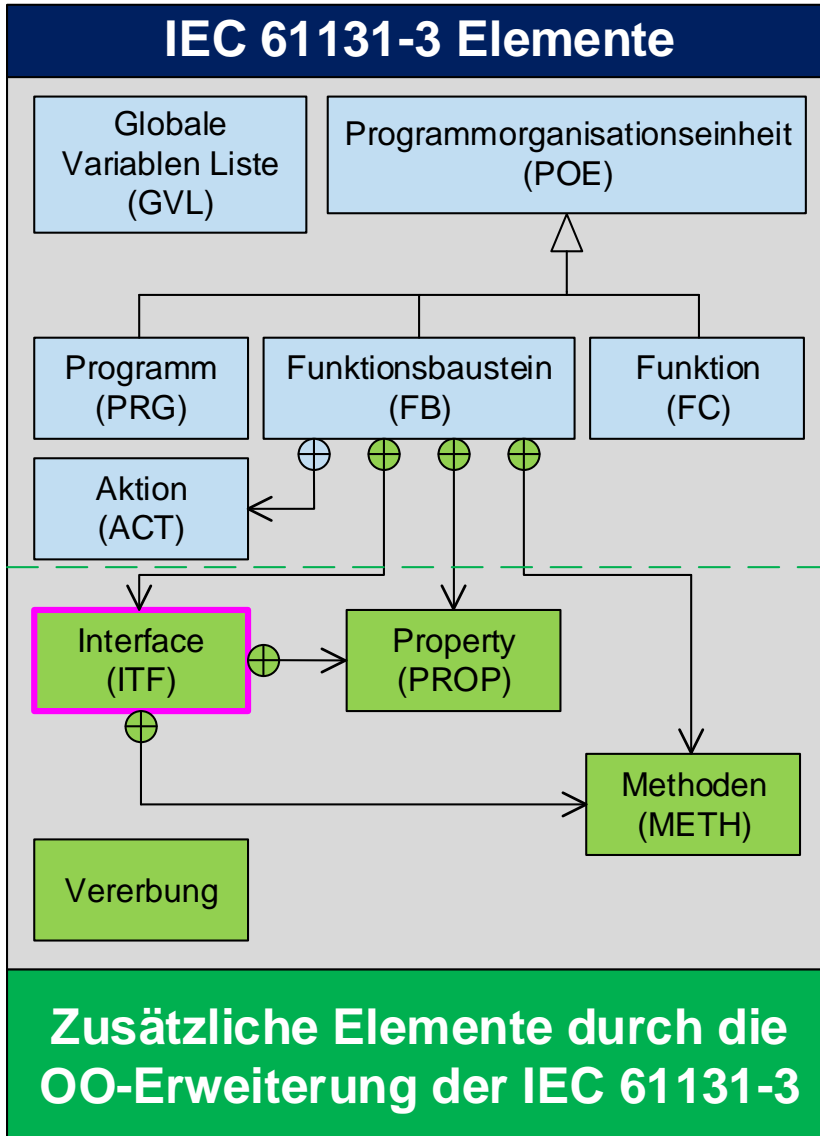 IEC 61131-3 Elemente
Globale
Variablen Liste
(GVL)
Programmorganisationseinheit
(POE)
Programm
(PRG)
Funktionsbaustein
(FB)
Funktion
(FC)
Aktion
(ACT)
Interface
(ITF)
Property
(PROP)
Methoden
(METH)
Vererbung
Zusätzliche Elemente durch die
OO-Erweiterung der IEC 61131-3